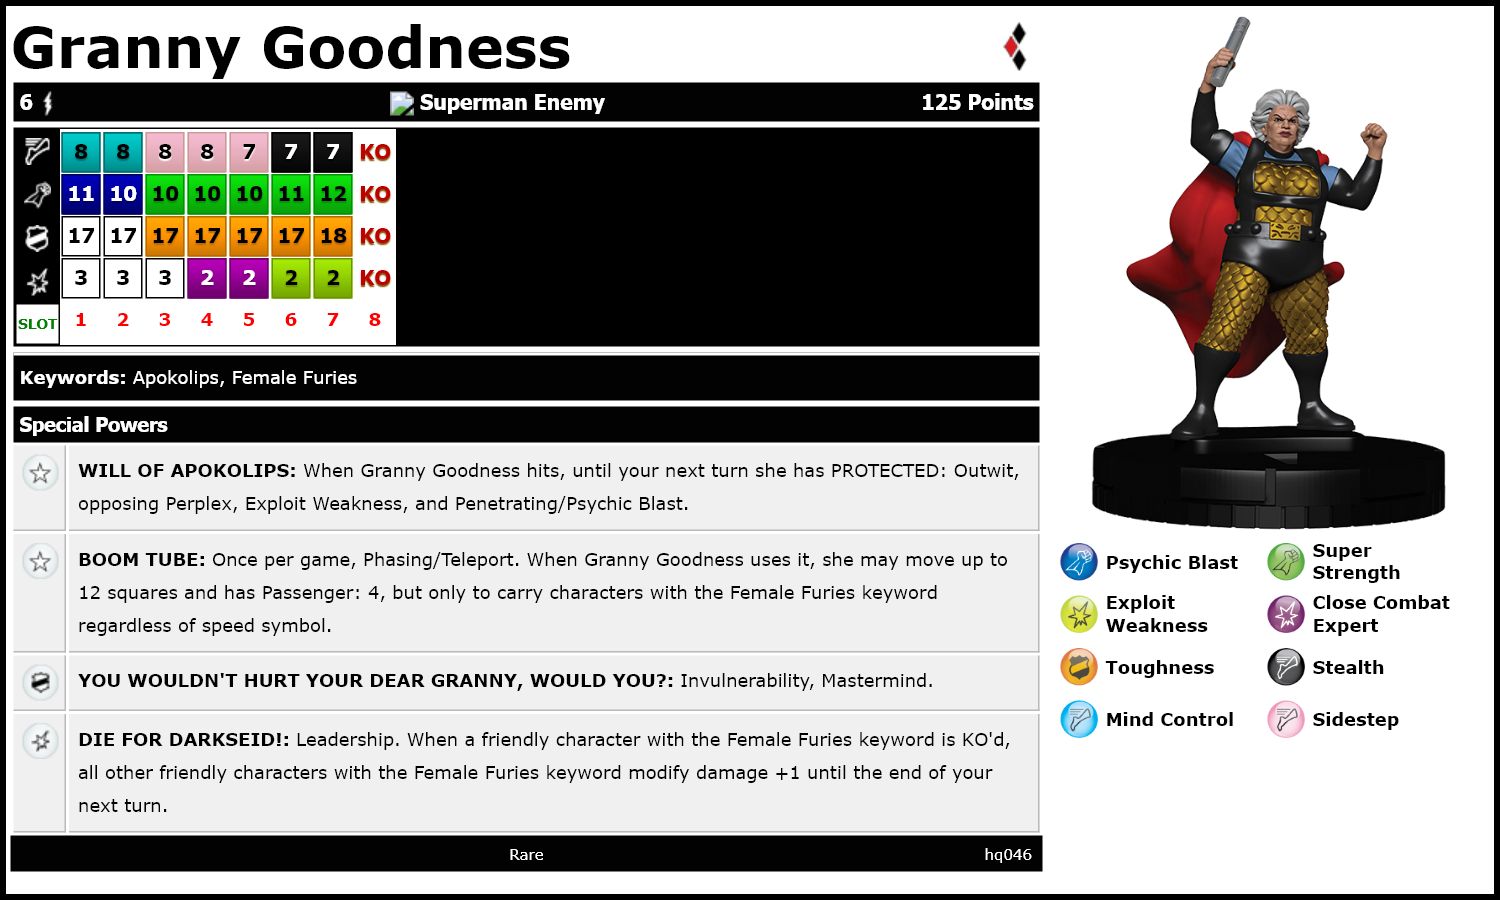 Granny Goodness
6 Superman Enemy 125 Points
8 8 8 8 7 7 7 KO
11 10 10 10 10 11 12 KO
17 17 17 17 17 17 18 KO
3 3 3 2 2 2 2 KO
SLOT 1 2 3 4 5 6 7 8
Keywords: Apokolips, Female Furies
Special Powers
WILL OF APOKOLIPS: When Granny Goodness hits, until your next turn she has PROTECTED: Outwit,
opposing Perplex, Exploit Weakness, and Penetrating/Psychic Blast.
BOOM TUBE: Once per game, Phasing/Teleport. When Granny Goodness uses it, she may move up to
12 squares and has Passenger: 4, but only to carry characters with the Female Furies keyword
regardless of speed symbol.
YOU WOULDN'T HURT YOUR DEAR GRANNY, WOULD YOU?: Invulnerability, Mastermind.
DIE FOR DARKSEID!: Leadership. When a friendly character with the Female Furies keyword is KO'd,
all other friendly characters with the Female Furies keyword modify damage +1 until the end of your
next turn.
Rare hq046
Psychic Blast
Super
Strength
Exploit
Weakness
Close Combat
Expert
Toughness
Stealth
Mind Control
Sidestep